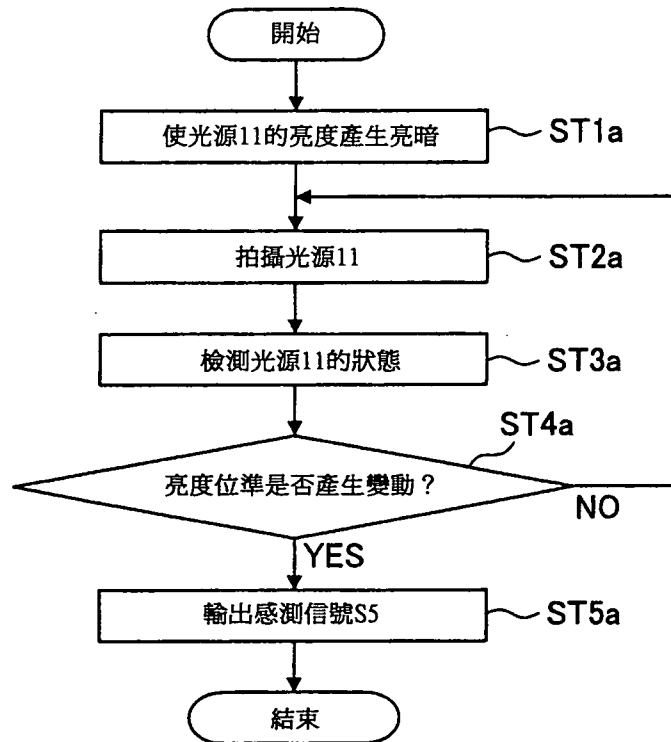 開始
使光源11的亮度產生亮暗
ST1a
拍攝光源11
ST2a
檢測光源11的狀態
ST3a
ST4a
亮度位準是否產生變動？
NO
YES
輸出感測信號S5
ST5a
結束